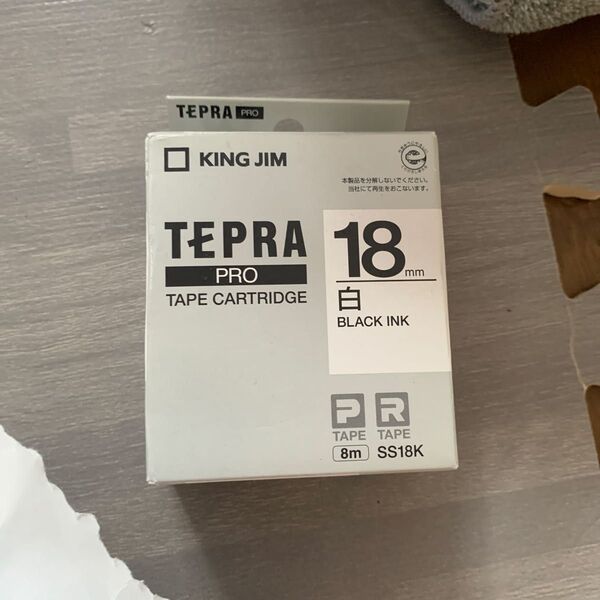 TEPRA PRO
KING JIM
本製品を分解しないでください。
当社にて再生をおこないます。
TEPRA
PRO
TAPE CARTRIDGE
18mm
白
BLACK INK
P R
TAPE TAPE
8m SS18K